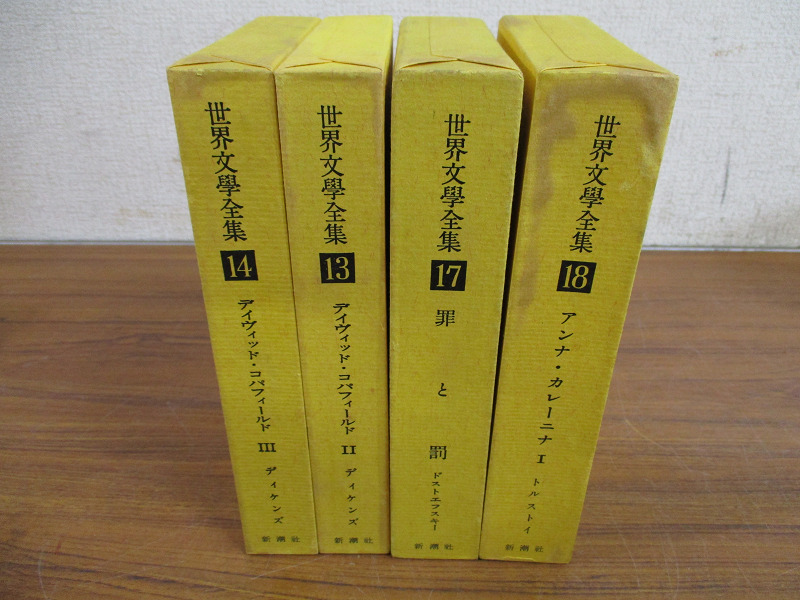 世界文學全集
14
デイヴィッド・コパフィールド III
ディケンズ
新潮社
世界文學全集
13
デイヴィッド・コパフィールド II
ディケンズ
新潮社
世界文學全集
17
罪と罰
ドストエフスキー
新潮社
世界文學全集
18
アンナ・カレーニナ I
トルストイ
新潮社